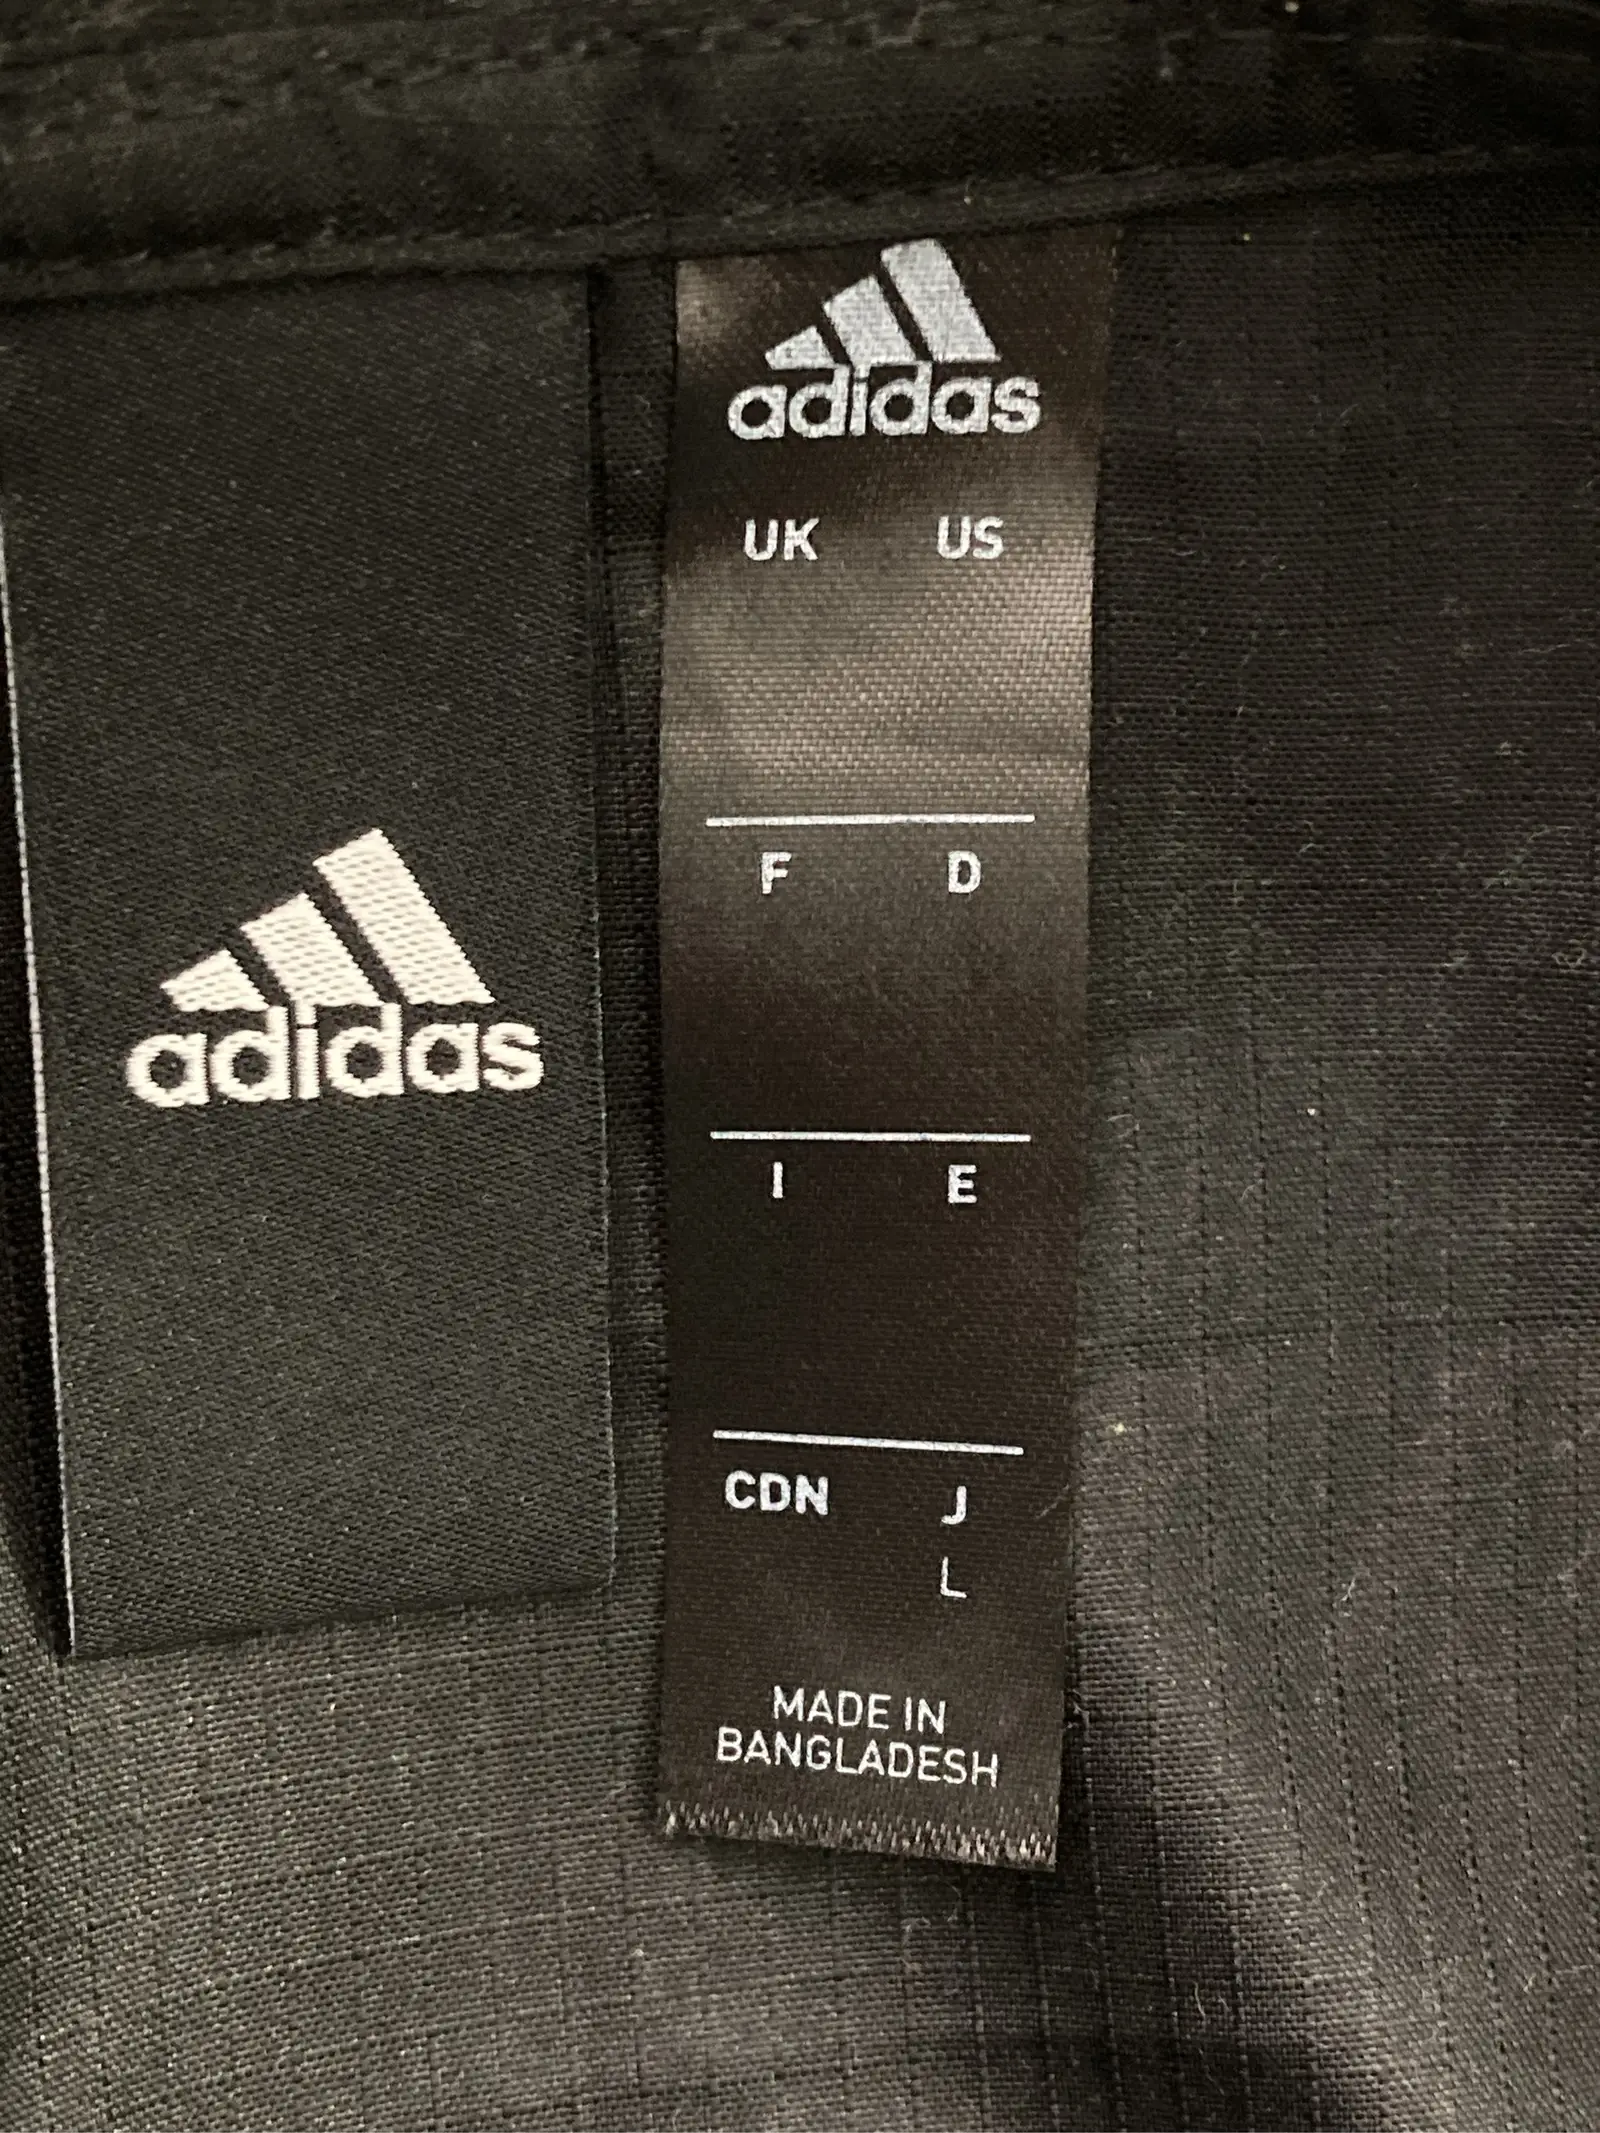 adidas
adidas
UK US
F D
I E
CDN J
L
MADE IN
BANGLADESH